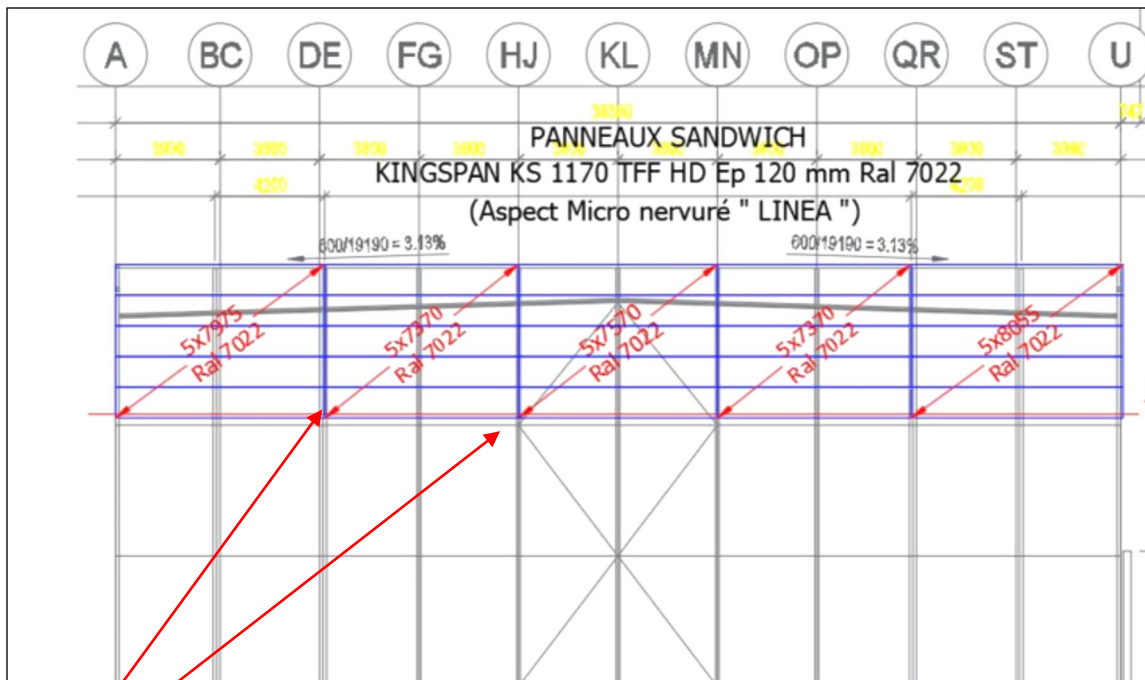 A BC DE FG HJ KL MN OP QR ST U
PANNEAUX SANDWICH
KINGSPAN KS 1170 TFF HD Ep 120 mm Ral 7022
4200 4200
(Aspect Micro nervuré " LINEA ")
600/19190 = 3.13% 600/19190 = 3.13%
5x7975 5x7370 5x7570 5x7370 5x8055
Ral 7022 Ral 7022 Ral 7022 Ral 7022 Ral 7022